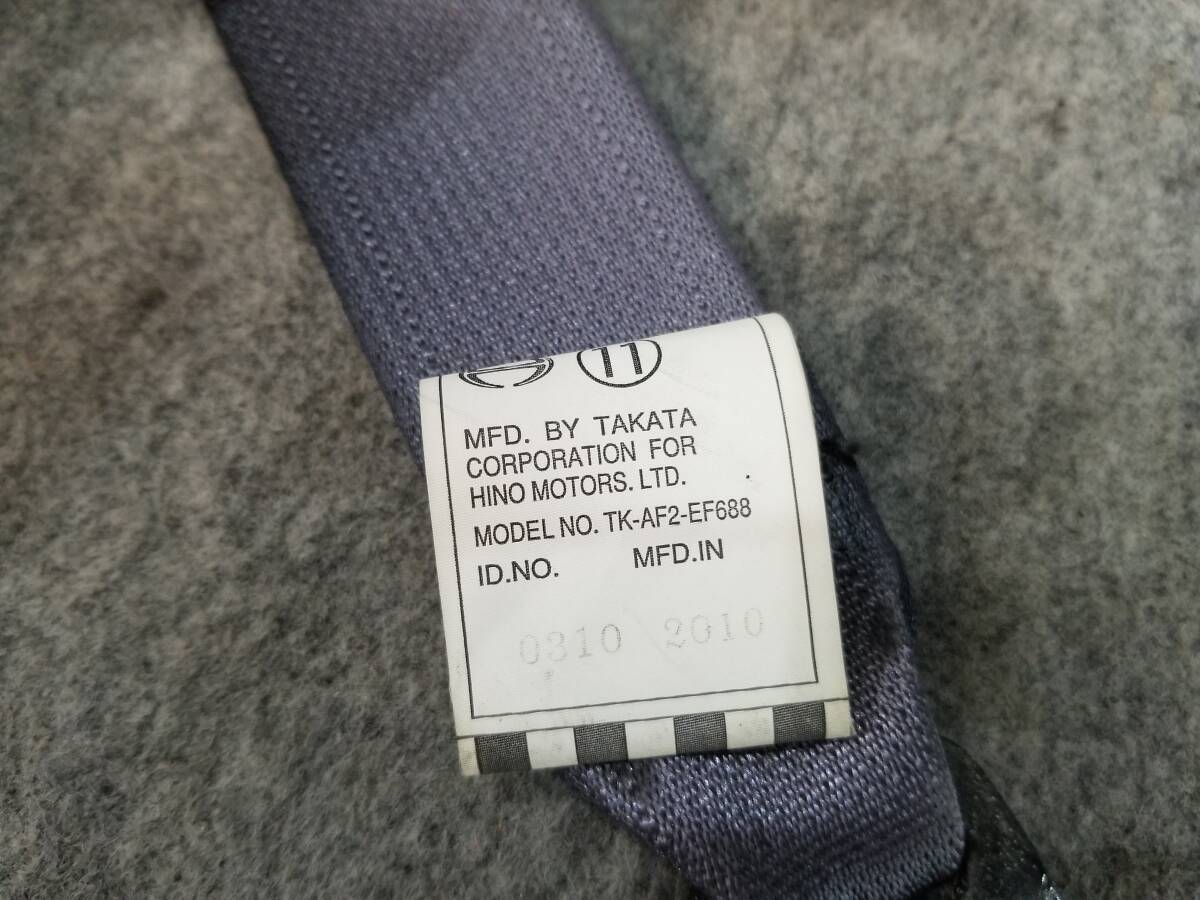 11
MFD. BY TAKATA
CORPORATION FOR
HINO MOTORS. LTD.
MODEL NO. TK-AF2-EF688
ID.NO. MFD.IN
0310 2010